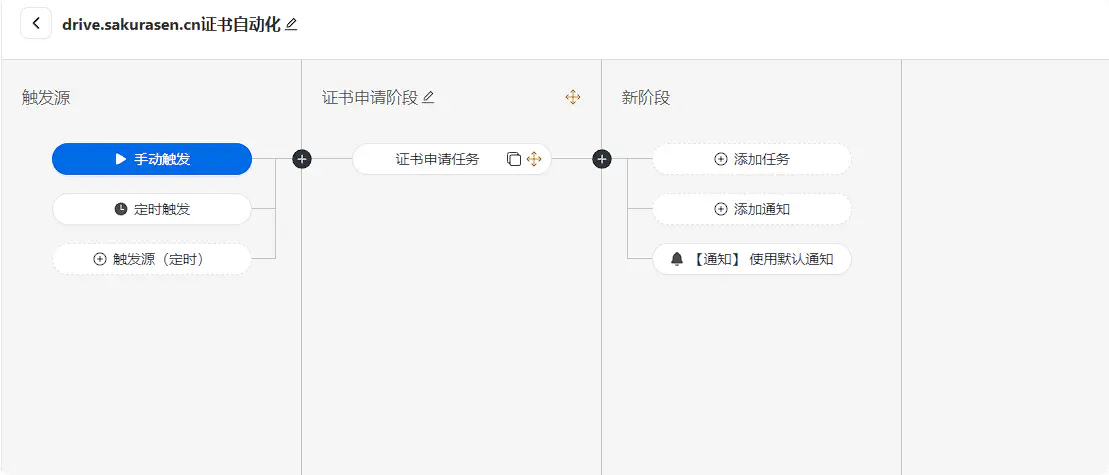 drive.sakurasen.cn证书自动化
触发源
证书申请阶段
新阶段
手动触发
证书申请任务
添加任务
定时触发
添加通知
触发源（定时）
【通知】 使用默认通知